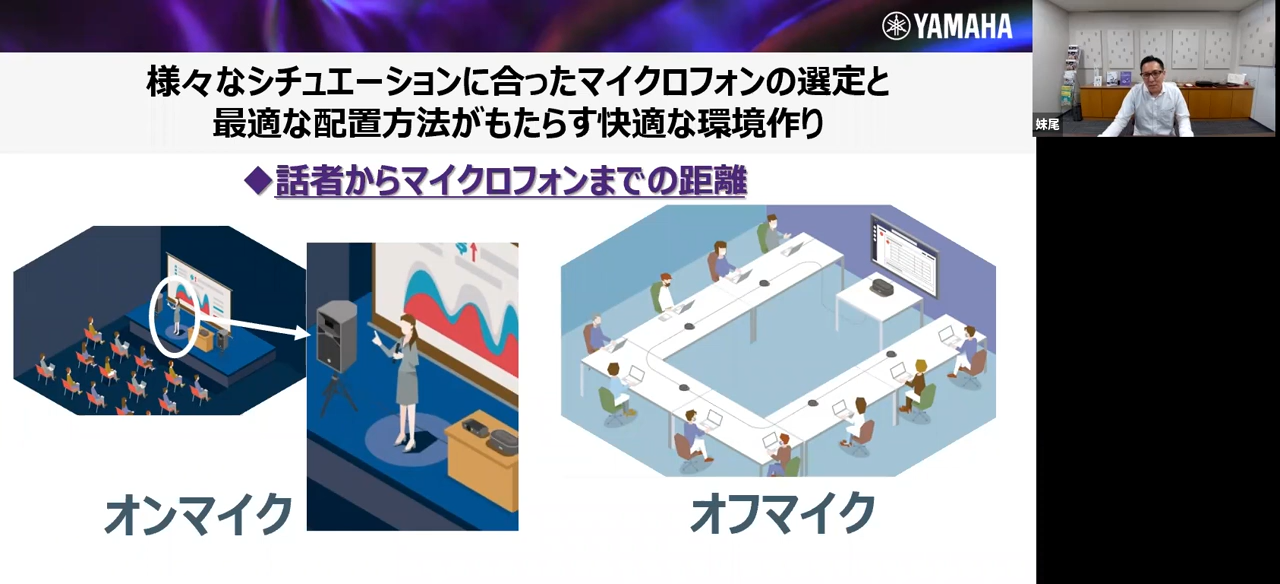 YAMAHA
様々なシチュエーションに合ったマイクロフォンの選定と
最適な配置方法がもたらす快適な環境作り
妹尾
◆話者からマイクロフォンまでの距離
オンマイク
オフマイク